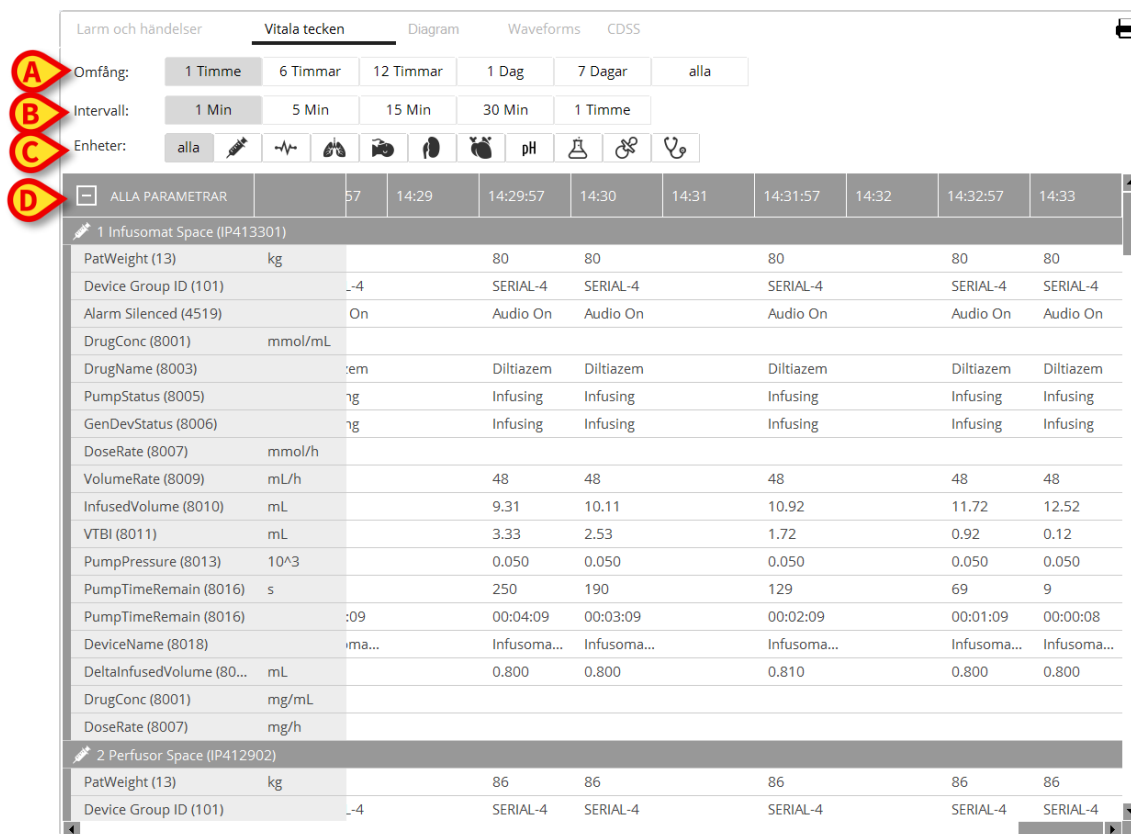 Larm och händelser Vitala tecken Diagram Waveforms CDSS
A Omfång: 1 Timme 6 Timmar 12 Timmar 1 Dag 7 Dagar alla
B Intervall: 1 Min 5 Min 15 Min 30 Min 1 Timme
C Enheter: alla pH
D ALLA PARAMETRAR 57 14:29 14:29:57 14:30 14:31 14:31:57 14:32 14:32:57 14:33
1 Infusomat Space (IP413301)
PatWeight (13) kg 80 80 80 80 80
Device Group ID (101) L-4 SERIAL-4 SERIAL-4 SERIAL-4 SERIAL-4
Alarm Silenced (4519) On Audio On Audio On Audio On Audio On Audio On
DrugConc (8001) mmol/mL
DrugName (8003) zem Diltiazem Diltiazem Diltiazem Diltiazem Diltiazem
PumpStatus (8005) ng Infusing Infusing Infusing Infusing Infusing
GenDevStatus (8006) ng Infusing Infusing Infusing Infusing Infusing
DoseRate (8007) mmol/h
VolumeRate (8009) mL/h 48 48 48 48 48
InfusedVolume (8010) mL 9.31 10.11 10.92 11.72 12.52
VTBI (8011) mL 3.33 2.53 1.72 0.92 0.12
PumpPressure (8013) 10^3 0.050 0.050 0.050 0.050 0.050
PumpTimeRemain (8016) s 250 190 129 69 9
PumpTimeRemain (8016) :09 00:04:09 00:03:09 00:02:09 00:01:09 00:00:08
DeviceName (8018) oma... Infusoma... Infusoma... Infusoma... Infusoma... Infusoma...
DeltaInfusedVolume (80... mL 0.800 0.800 0.810 0.800 0.800
DrugConc (8001) mg/mL
DoseRate (8007) mg/h
2 Perfusor Space (IP412902)
PatWeight (13) kg 86 86 86 86 86
Device Group ID (101) L-4 SERIAL-4 SERIAL-4 SERIAL-4 SERIAL-4 SERIAL-4